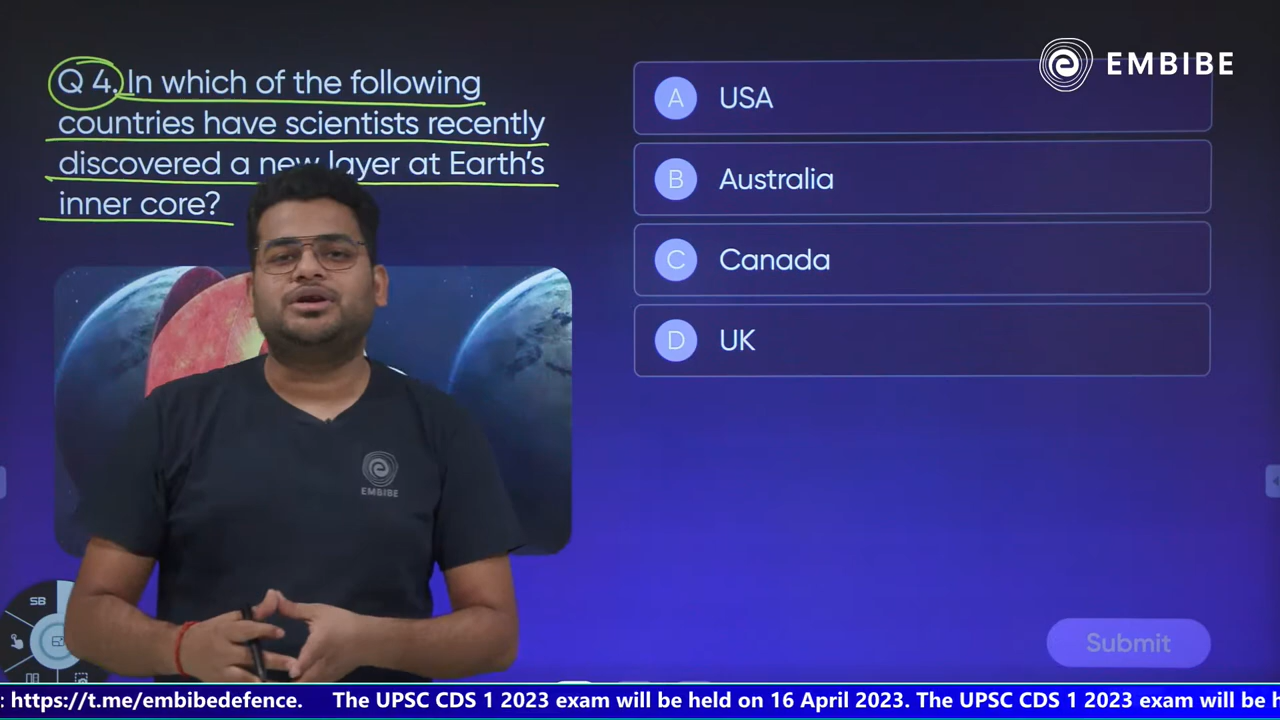 Q 4. In which of the following
countries have scientists recently
discovered a new layer at Earth's
inner core?
A USA
B Australia
C Canada
D UK
EMBIBE
EMBIBE
SB
Submit
: https://t.me/embibedefence. The UPSC CDS 1 2023 exam will be held on 16 April 2023. The UPSC CDS 1 2023 exam will be h